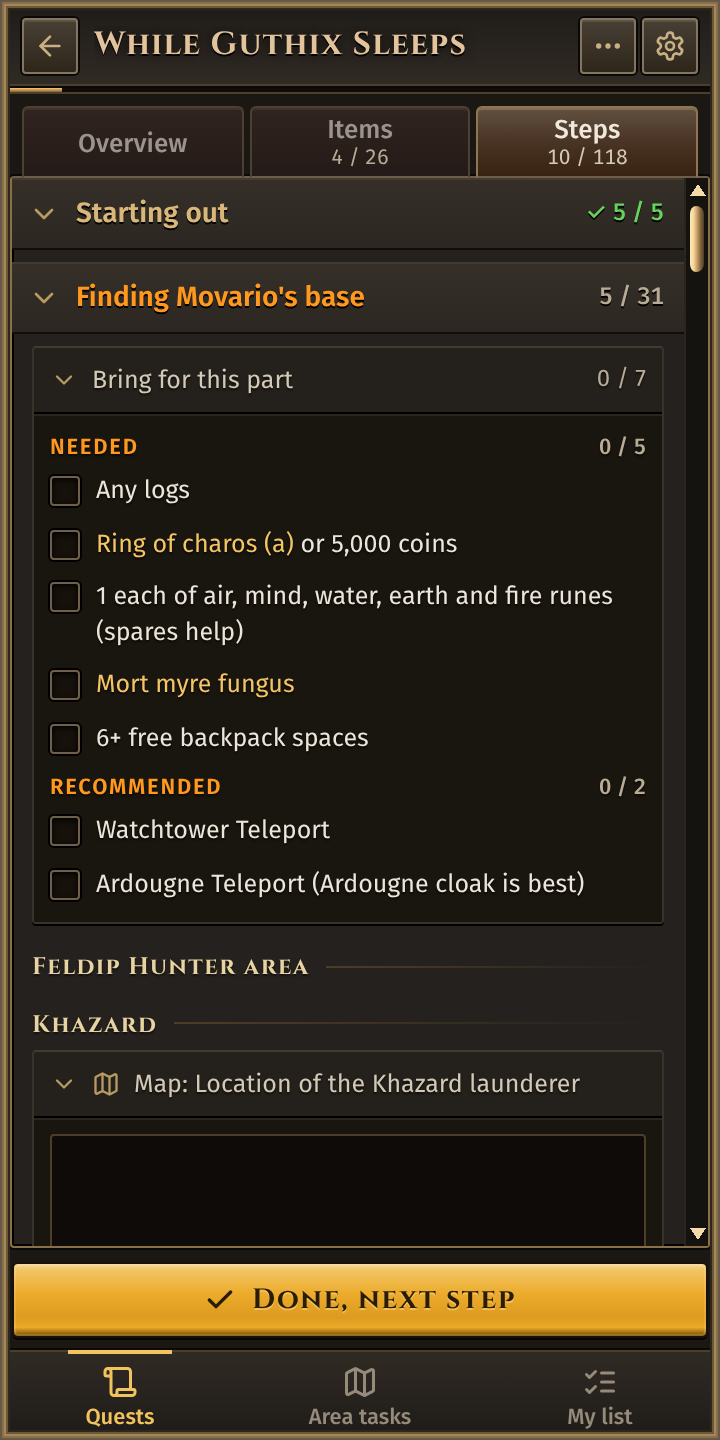 While Guthix Sleeps
Overview
Items
4 / 26
Steps
10 / 118
Starting out
5 / 5
Finding Movario's base
5 / 31
Bring for this part
0 / 7
NEEDED
0 / 5
Any logs
Ring of charos (a) or 5,000 coins
1 each of air, mind, water, earth and fire runes
(spares help)
Mort myre fungus
6+ free backpack spaces
RECOMMENDED
0 / 2
Watchtower Teleport
Ardougne Teleport (Ardougne cloak is best)
Feldip Hunter area
Khazard
Map: Location of the Khazard launderer
Done, next step
Quests
Area tasks
My list